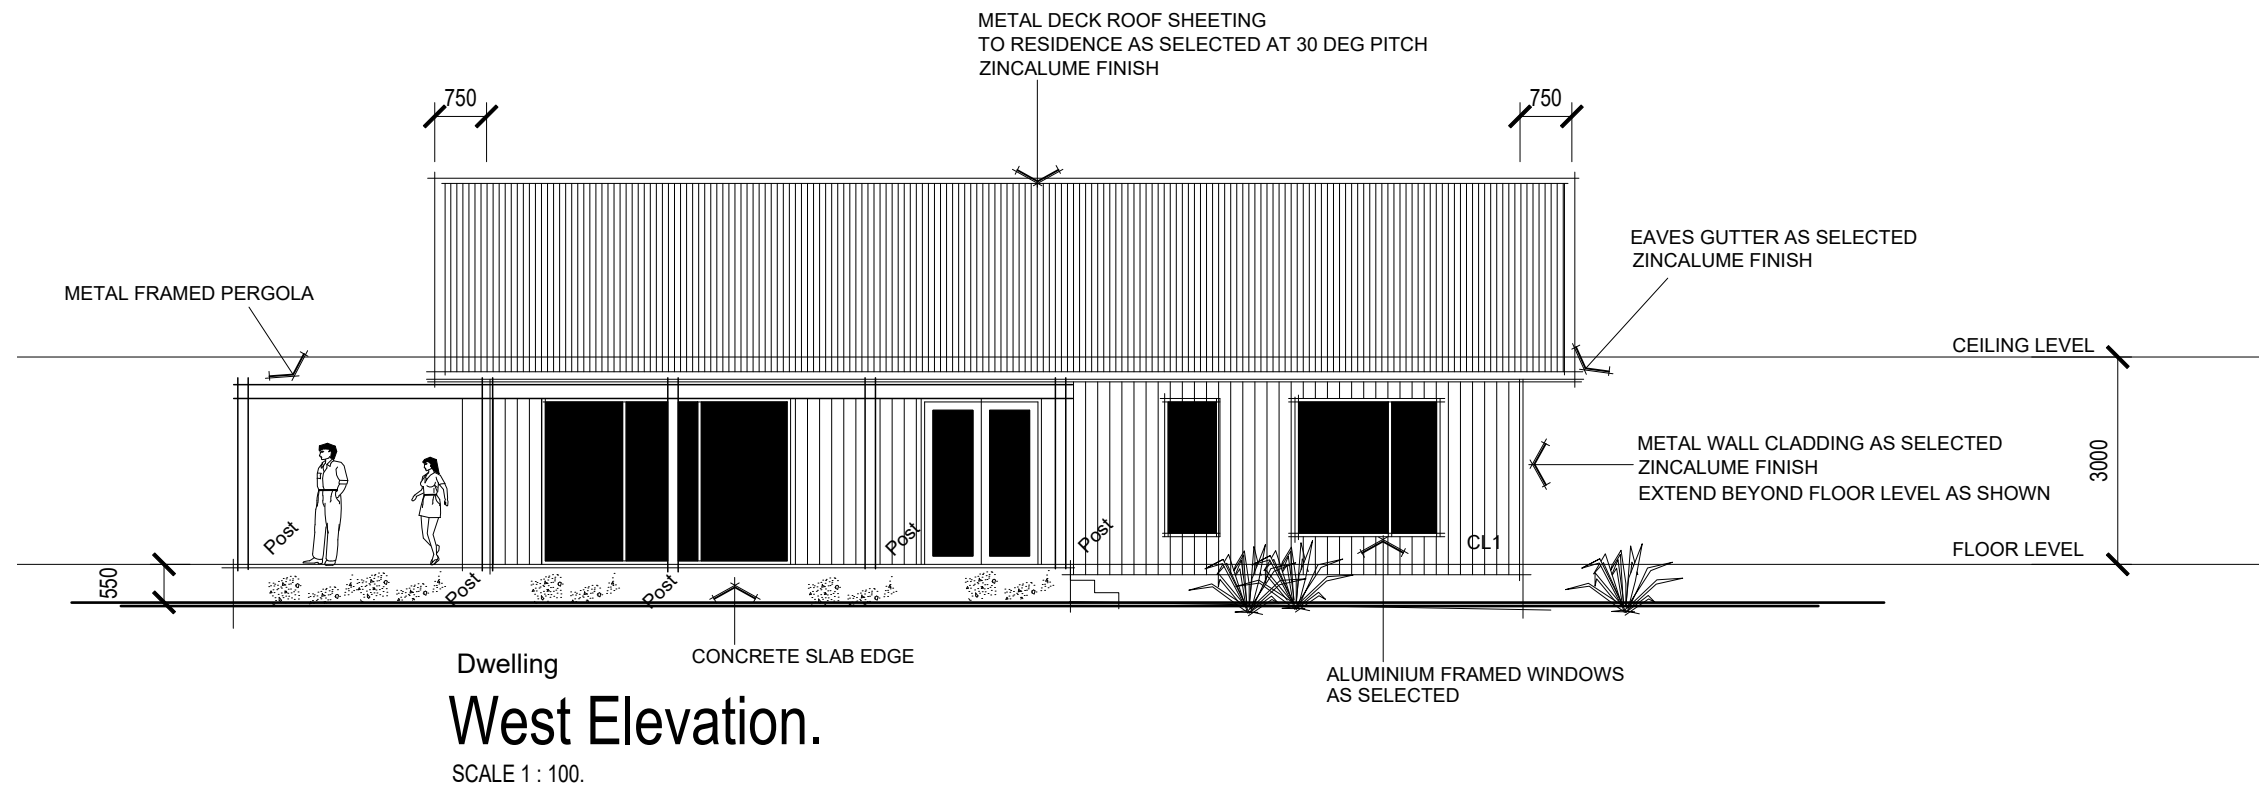 METAL DECK ROOF SHEETING
TO RESIDENCE AS SELECTED AT 30 DEG PITCH
ZINCALUME FINISH
750
750
EAVES GUTTER AS SELECTED
ZINCALUME FINISH
METAL FRAMED PERGOLA
CEILING LEVEL
METAL WALL CLADDING AS SELECTED
ZINCALUME FINISH
EXTEND BEYOND FLOOR LEVEL AS SHOWN
3000
Post
Post
Post
CL1
FLOOR LEVEL
550
Post
Post
CONCRETE SLAB EDGE
ALUMINIUM FRAMED WINDOWS
AS SELECTED
Dwelling
West Elevation.
SCALE 1 : 100.